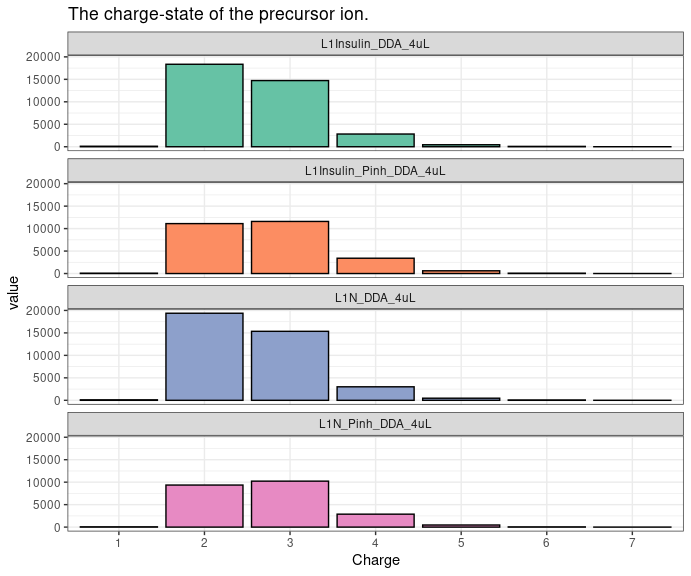 The charge-state of the precursor ion.
L1Insulin_DDA_4uL
20000
15000
10000
5000
0
L1Insulin_Pinh_DDA_4uL
20000
15000
10000
5000
0
value
L1N_DDA_4uL
20000
15000
10000
5000
0
L1N_Pinh_DDA_4uL
20000
15000
10000
5000
0
1 2 3 4 5 6 7
Charge